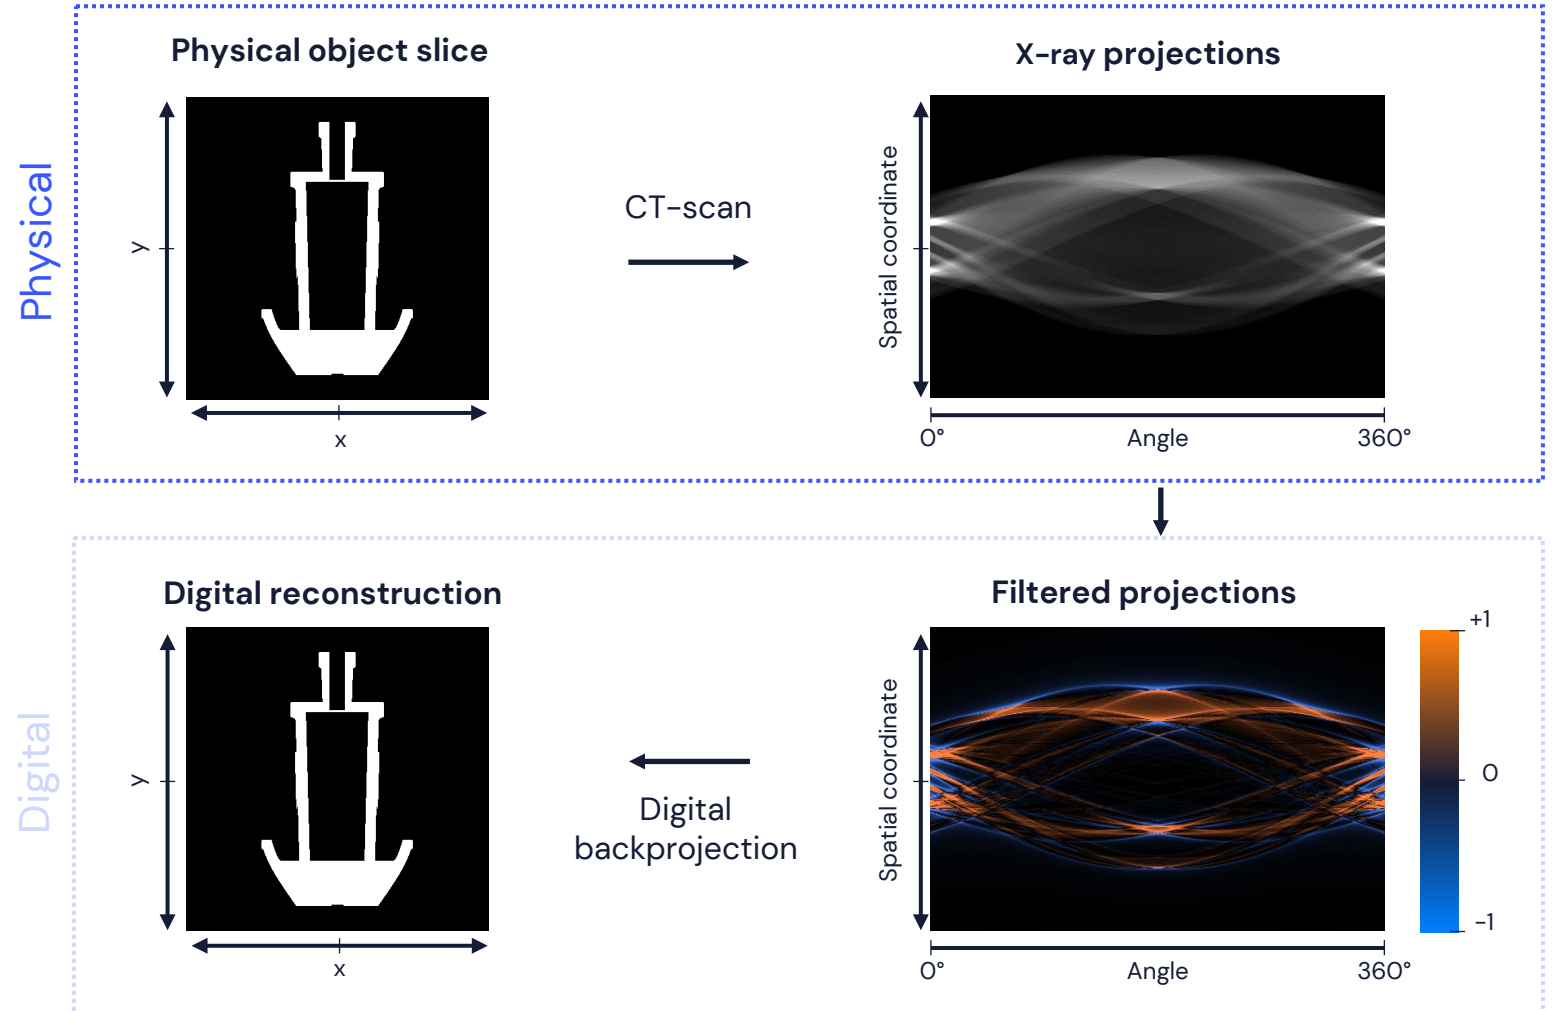 Physical
Physical object slice
y
x
CT-scan
X-ray projections
Spatial coordinate
0°
Angle
360°
Digital
Digital reconstruction
y
x
Digital
backprojection
Filtered projections
Spatial coordinate
0°
Angle
360°
+1
0
-1